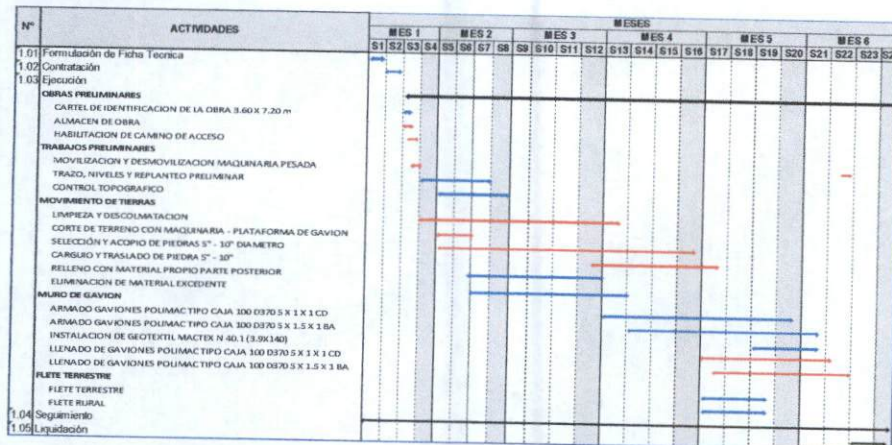 N° ACTIVIDADES MESES
MES 1 MES 2 MES 3 MES 4 MES 5 MES 6
S1 S2 S3 S4 S5 S6 S7 S8 S9 S10 S11 S12 S13 S14 S15 S16 S17 S18 S19 S20 S21 S22 S23
1.01 Formulación de Ficha Tecnica
1.02 Contratación
1.03 Ejecución
OBRAS PRELIMINARES
CARTEL DE IDENTIFICACION DE LA OBRA 3.60 X 7.20 m
ALMACEN DE OBRA
HABILITACION DE CAMINO DE ACCESO
TRABAJOS PRELIMINARES
MOVILIZACION Y DESMOVILIZACION MAQUINARIA PESADA
TRAZO, NIVELES Y REPLANTEO PRELIMINAR
CONTROL TOPOGRAFICO
MOVIMIENTO DE TIERRAS
LIMPIEZA Y DESCOLMATACION
CORTE DE TERRENO CON MAQUINARIA - PLATAFORMA DE GAVION
SELECCIÓN Y ACOPIO DE PIEDRAS 5" - 10" DIAMETRO
CARGUIO Y TRASLADO DE PIEDRA 5" - 10"
RELLENO CON MATERIAL PROPIO PARTE POSTERIOR
ELIMINACION DE MATERIAL EXCEDENTE
MURO DE GAVION
ARMADO GAVIONES POLIMAC TIPO CAJA 100 D370 5 X 1 X 1 CD
ARMADO GAVIONES POLIMAC TIPO CAJA 100 D370 5 X 1.5 X 1 BA
INSTALACION DE GEOTEXTIL MACTEX N 40.1 (3.9X140)
LLENADO DE GAVIONES POLIMAC TIPO CAJA 100 D370 5 X 1 X 1 CD
LLENADO DE GAVIONES POLIMAC TIPO CAJA 100 D370 5 X 1.5 X 1 BA
FLETE TERRESTRE
FLETE TERRESTRE
FLETE RURAL
1.04 Seguimiento
1.05 Liquidación